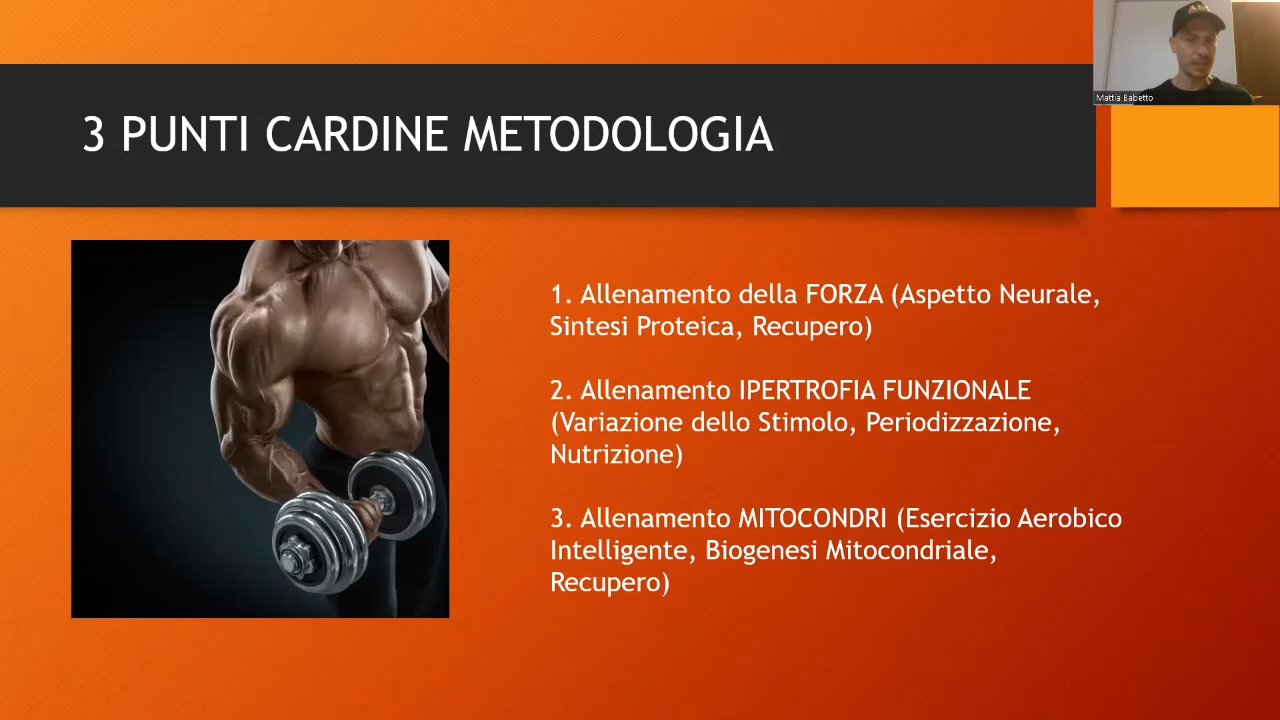 Mattia Babetto
3 PUNTI CARDINE METODOLOGIA
1. Allenamento della FORZA (Aspetto Neurale,
Sintesi Proteica, Recupero)
2. Allenamento IPERTROFIA FUNZIONALE
(Variazione dello Stimolo, Periodizzazione,
Nutrizione)
3. Allenamento MITOCONDRI (Esercizio Aerobico
Intelligente, Biogenesi Mitocondriale,
Recupero)